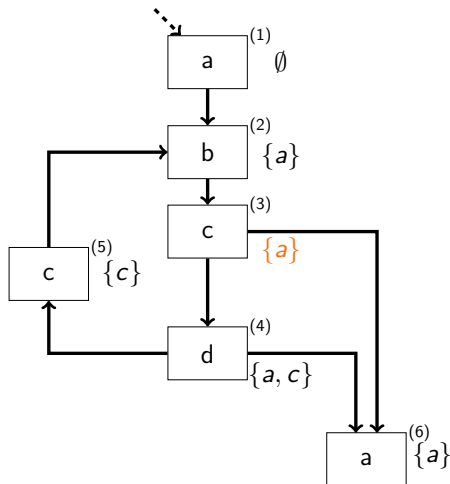 (1)
a
∅
(2)
b
{a}
(3)
c
{a}
(5)
c
{c}
(4)
d
{a, c}
(6)
a
{a}